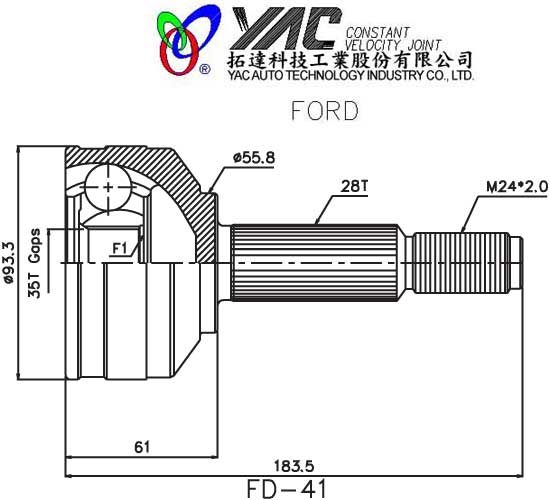 YAC CONSTANT
VELOCITY JOINT
®
拓達科技工業股份有限公司
YAC AUTO TECHNOLOGY INDUSTRY CO., LTD.
FORD
ø55.8
28T
M24*2.0
F1
ø93.3
35T Gaps
61
183.5
FD-41